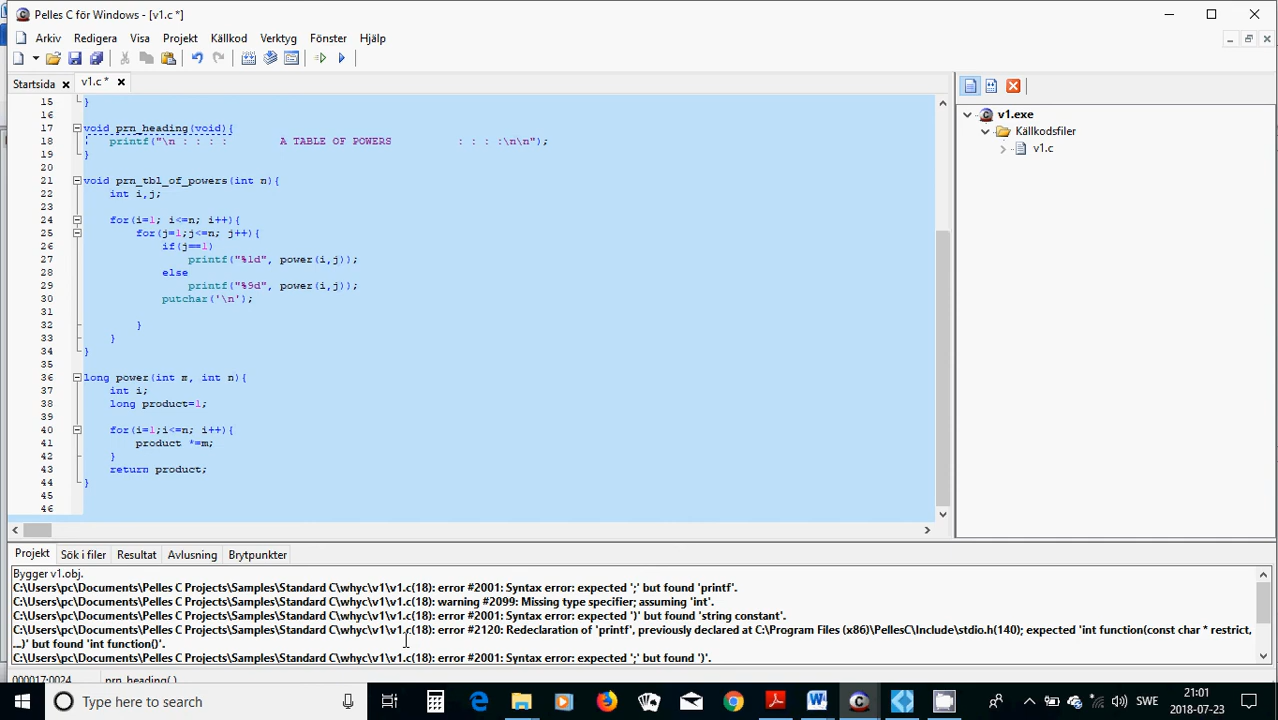 Pelles C för Windows - [v1.c *]
Arkiv Redigera Visa Projekt Källkod Verktyg Fönster Hjälp
Startsida v1.c *
15 }
16
17 void prn_heading(void){
18 printf("\n : : : : A TABLE OF POWERS : : : :\n\n");
19 }
20
21 void prn_tbl_of_powers(int n){
22 int i,j;
23
24 for(i=1; i<=n; i++){
25 for(j=1;j<=n; j++){
26 if(j==1)
27 printf("%1d", power(i,j));
28 else
29 printf("%9d", power(i,j));
30 putchar('\n');
31
32 }
33 }
34 }
35
36 long power(int m, int n){
37 int i;
38 long product=1;
39
40 for(i=1;i<=n; i++){
41 product *=m;
42 }
43 return product;
44 }
45
46
v1.exe
Källkodsfiler
v1.c
Projekt Sök i filer Resultat Avlusning Brytpunkter
Bygger v1.obj.
C:\Users\pc\Documents\Pelles C Projects\Samples\Standard C\whyc\v1\v1.c(18): error #2001: Syntax error: expected ';' but found 'printf'.
C:\Users\pc\Documents\Pelles C Projects\Samples\Standard C\whyc\v1\v1.c(18): warning #2099: Missing type specifier; assuming 'int'.
C:\Users\pc\Documents\Pelles C Projects\Samples\Standard C\whyc\v1\v1.c(18): error #2001: Syntax error: expected ')' but found 'string constant'.
C:\Users\pc\Documents\Pelles C Projects\Samples\Standard C\whyc\v1\v1.c(18): error #2120: Redeclaration of 'printf', previously declared at C:\Program Files (x86)\PellesC\Include\stdio.h(140); expected 'int function(const char * restrict,
...)' but found 'int function()'.
C:\Users\pc\Documents\Pelles C Projects\Samples\Standard C\whyc\v1\v1.c(18): error #2001: Syntax error: expected ';' but found ')'.
000017:0024 prn_heading( )
Type here to search
SWE
21:01
2018-07-23